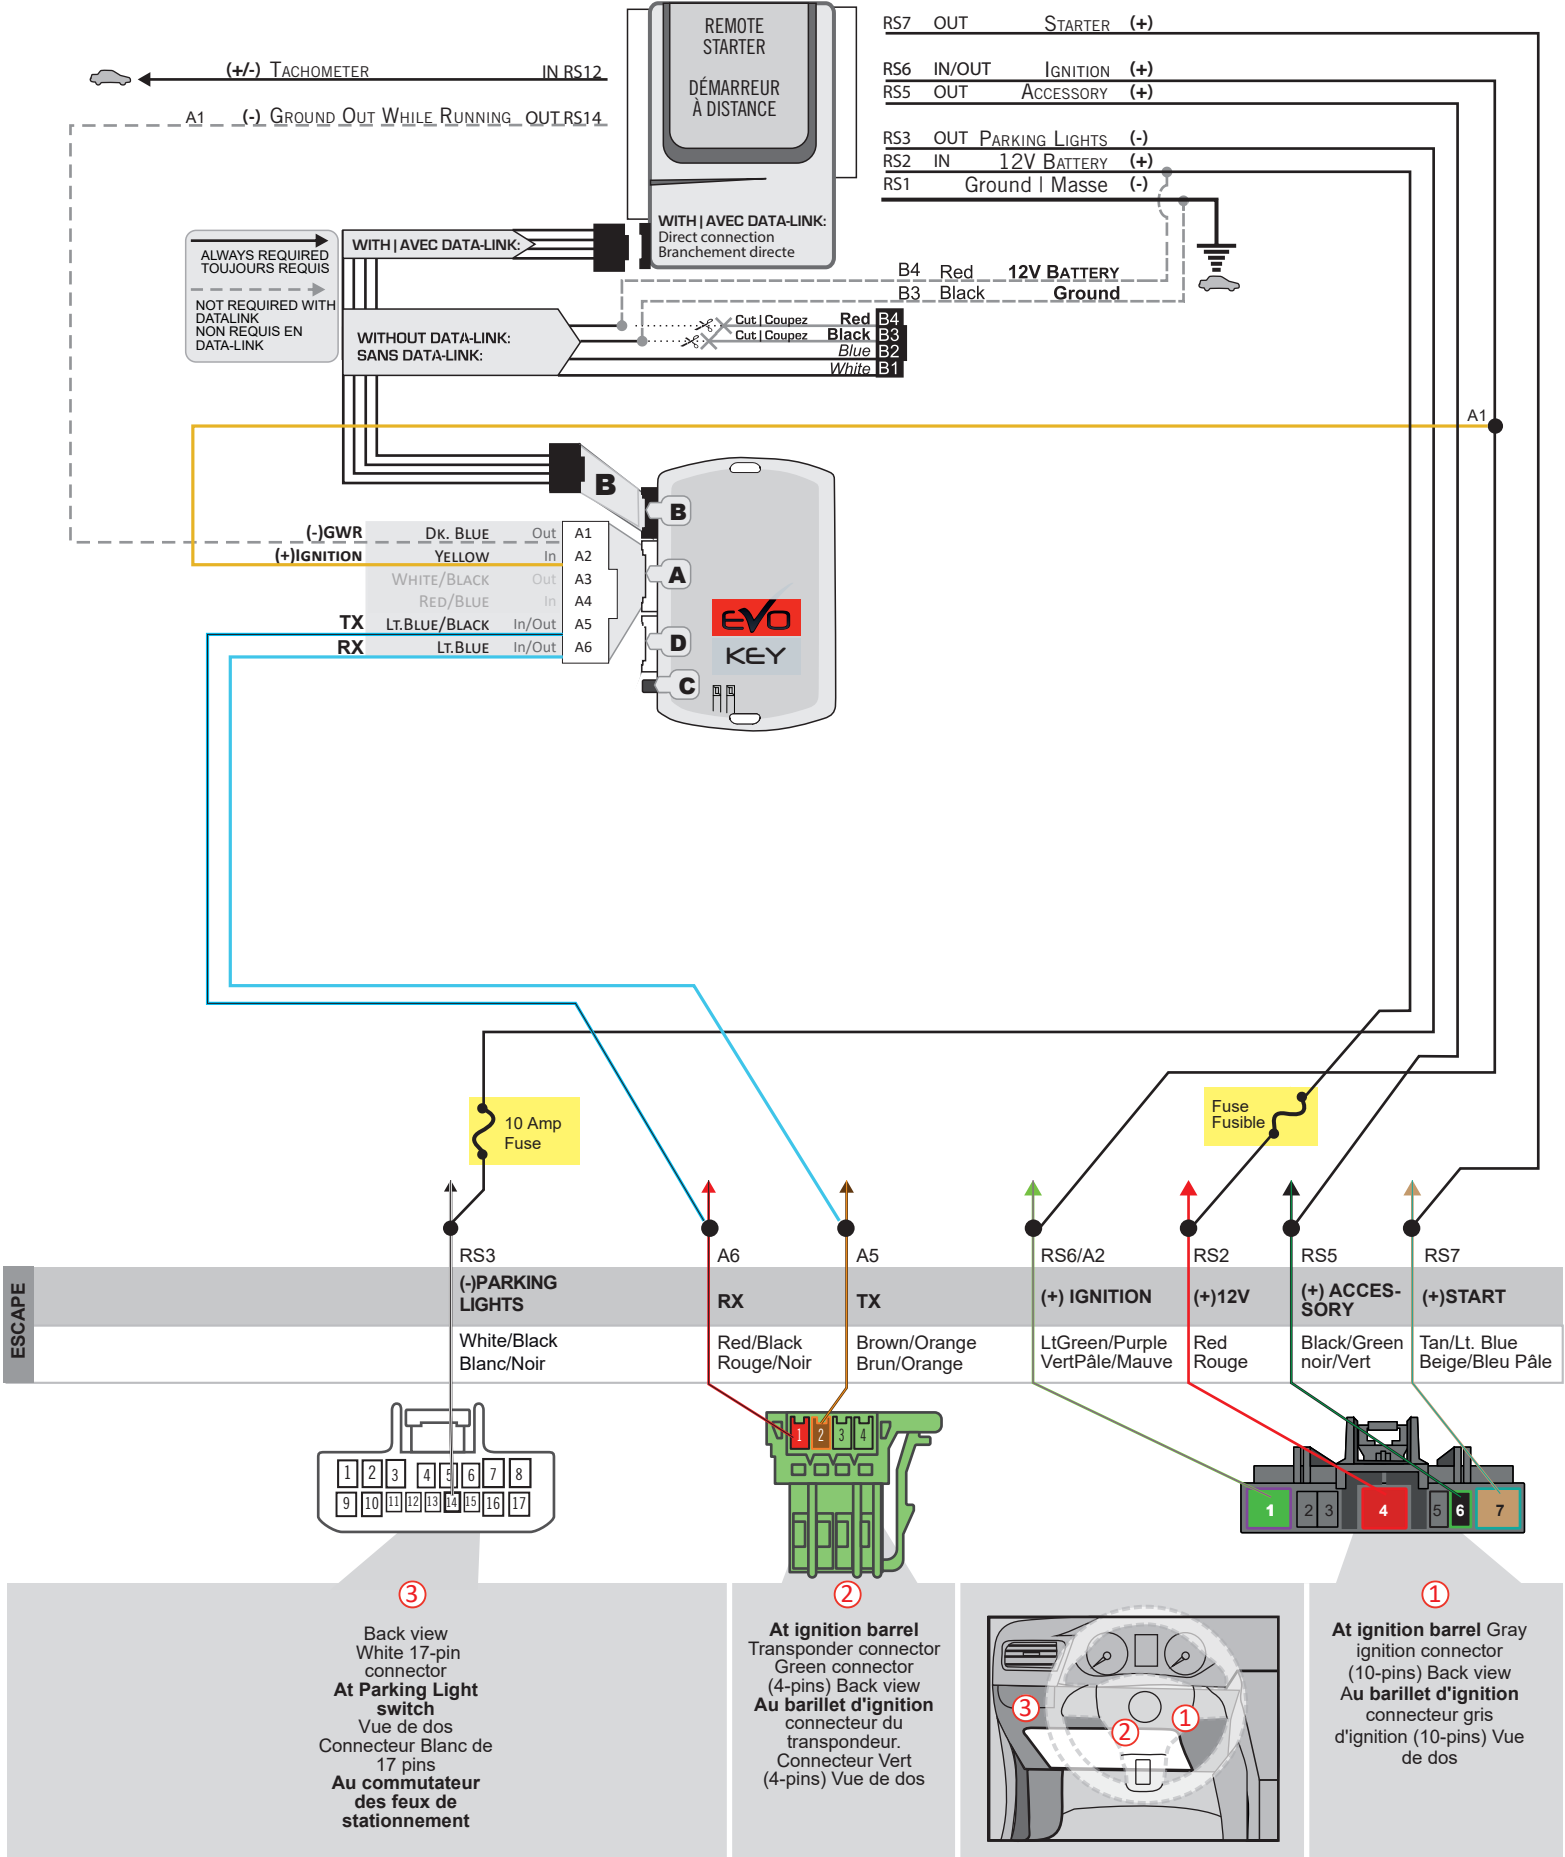 REMOTE
STARTER
DÉMARREUR
À DISTANCE
WITH | AVEC DATA-LINK:
Direct connection
Branchement directe
(+/-) TACHOMETER IN RS12
A1 (-) GROUND OUT WHILE RUNNING OUT RS14
RS7 OUT STARTER (+)
RS6 IN/OUT IGNITION (+)
RS5 OUT ACCESSORY (+)
RS3 OUT PARKING LIGHTS (-)
RS2 IN 12V BATTERY (+)
RS1 Ground | Masse (-)
ALWAYS REQUIRED
TOUJOURS REQUIS
NOT REQUIRED WITH
DATALINK
NON REQUIS EN
DATA-LINK
WITH | AVEC DATA-LINK:
B4 Red 12V BATTERY
B3 Black Ground
WITHOUT DATA-LINK:
SANS DATA-LINK:
Cut | Coupez Red B4
Cut | Coupez Black B3
Blue B2
White B1
A1
B
B
A
D
C
EVO
KEY
(-)GWR DK. BLUE Out A1
(+)IGNITION YELLOW In A2
WHITE/BLACK Out A3
RED/BLUE In A4
TX LT.BLUE/BLACK In/Out A5
RX LT.BLUE In/Out A6
10 Amp
Fuse
Fuse
Fusible
ESCAPE
RS3
(-)PARKING
LIGHTS
White/Black
Blanc/Noir
A6
RX
Red/Black
Rouge/Noir
A5
TX
Brown/Orange
Brun/Orange
RS6/A2
(+) IGNITION
LtGreen/Purple
VertPâle/Mauve
RS2
(+)12V
Red
Rouge
RS5
(+) ACCES-
SORY
Black/Green
noir/Vert
RS7
(+)START
Tan/Lt. Blue
Beige/Bleu Pâle
1 2 3 4 5 6 7 8
9 10 11 12 13 14 15 16 17
1 2 3 4
1 2 3 4 5 6 7
3
Back view
White 17-pin
connector
At Parking Light
switch
Vue de dos
Connecteur Blanc de
17 pins
Au commutateur
des feux de
stationnement
2
At ignition barrel
Transponder connector
Green connector
(4-pins) Back view
Au barillet d'ignition
connecteur du
transpondeur.
Connecteur Vert
(4-pins) Vue de dos
3
2
1
1
At ignition barrel Gray
ignition connector
(10-pins) Back view
Au barillet d'ignition
connecteur gris
d'ignition (10-pins) Vue
de dos